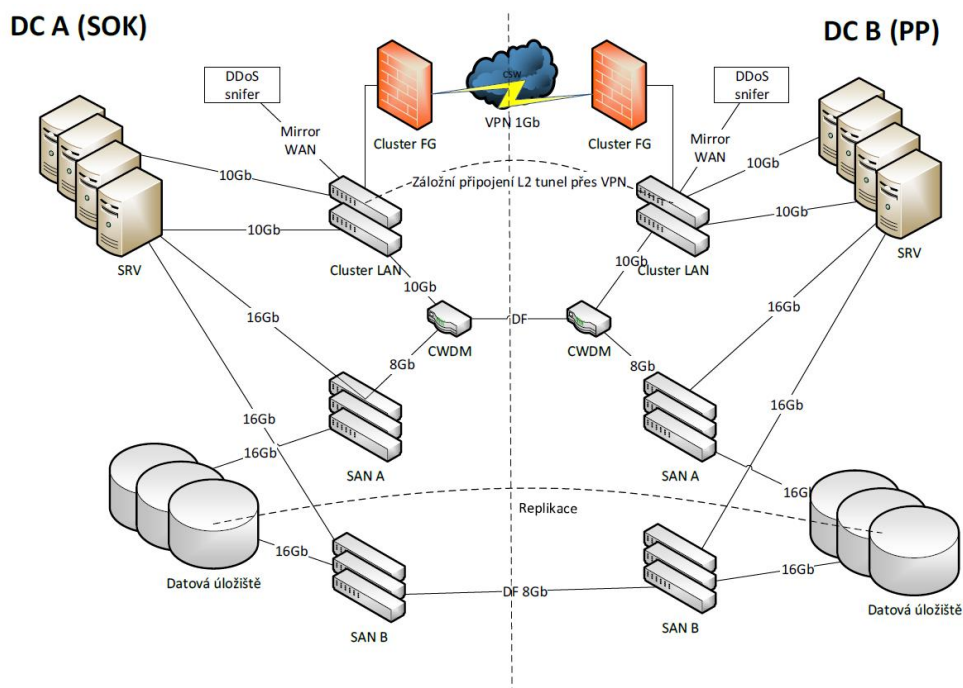 DC A (SOK)
DC B (PP)
DDoS
snifer
CSW
DDoS
snifer
VPN 1Gb
Cluster FG
Cluster FG
Mirror
WAN
Mirror
WAN
10Gb
10Gb
Záložní připojení L2 tunel přes VPN
10Gb
10Gb
SRV
Cluster LAN
Cluster LAN
SRV
10Gb
10Gb
16Gb
DF
16Gb
CWDM
CWDM
8Gb
8Gb
16Gb
16Gb
16Gb
SAN A
SAN A
16Gb
Replikace
16Gb
16Gb
Datová úložiště
DF 8Gb
Datová úložiště
SAN B
SAN B